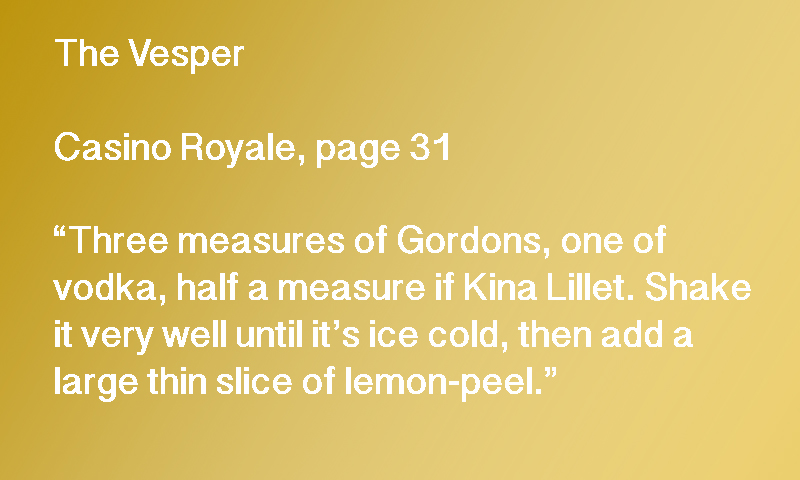 The Vesper
Casino Royale, page 31
“Three measures of Gordons, one of
vodka, half a measure if Kina Lillet. Shake
it very well until it’s ice cold, then add a
large thin slice of lemon-peel.”